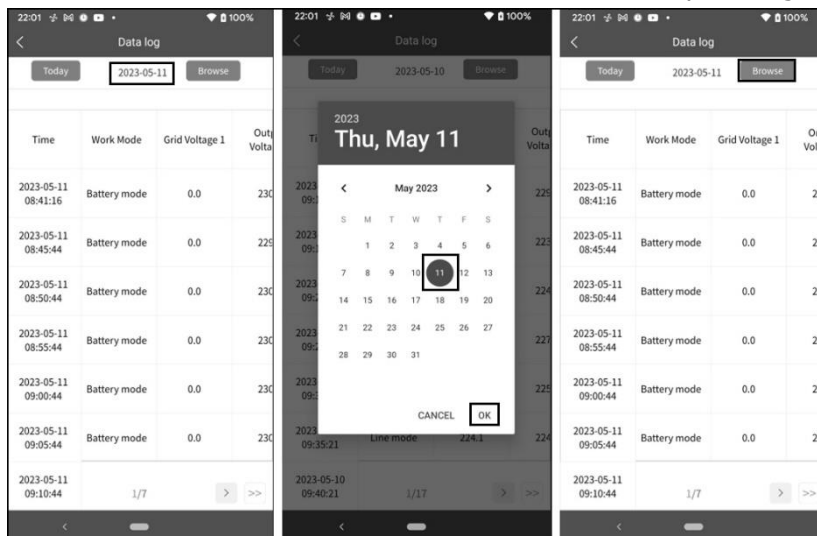 22:01 100%
Data log
Today 2023-05-11 Browse
Time Work Mode Grid Voltage 1
2023-05-11 08:41:16 Battery mode 0.0 230
2023-05-11 08:45:44 Battery mode 0.0 229
2023-05-11 08:50:44 Battery mode 0.0 230
2023-05-11 08:55:44 Battery mode 0.0 230
2023-05-11 09:00:44 Battery mode 0.0 230
2023-05-11 09:05:44 Battery mode 0.0 230
2023-05-11 09:10:44
1/7 > >>
22:01 100%
Data log
Today 2023-05-10 Browse
2023
Thu, May 11
< May 2023 >
S M T W T F S
1 2 3 4 5 6
7 8 9 10 11 12 13
14 15 16 17 18 19 20
21 22 23 24 25 26 27
28 29 30 31
CANCEL OK
225
223
224
227
225
09:35:21 Line mode 224.1 224
2023-05-10
09:40:21 1/17 > >>
22:01 100%
Data log
Today 2023-05-11 Browse
Time Work Mode Grid Voltage 1
2023-05-11 08:41:16 Battery mode 0.0 2
2023-05-11 08:45:44 Battery mode 0.0 2
2023-05-11 08:50:44 Battery mode 0.0 2
2023-05-11 08:55:44 Battery mode 0.0 2
2023-05-11 09:00:44 Battery mode 0.0 2
2023-05-11 09:05:44 Battery mode 0.0 2
2023-05-11 09:10:44
1/7 > >>